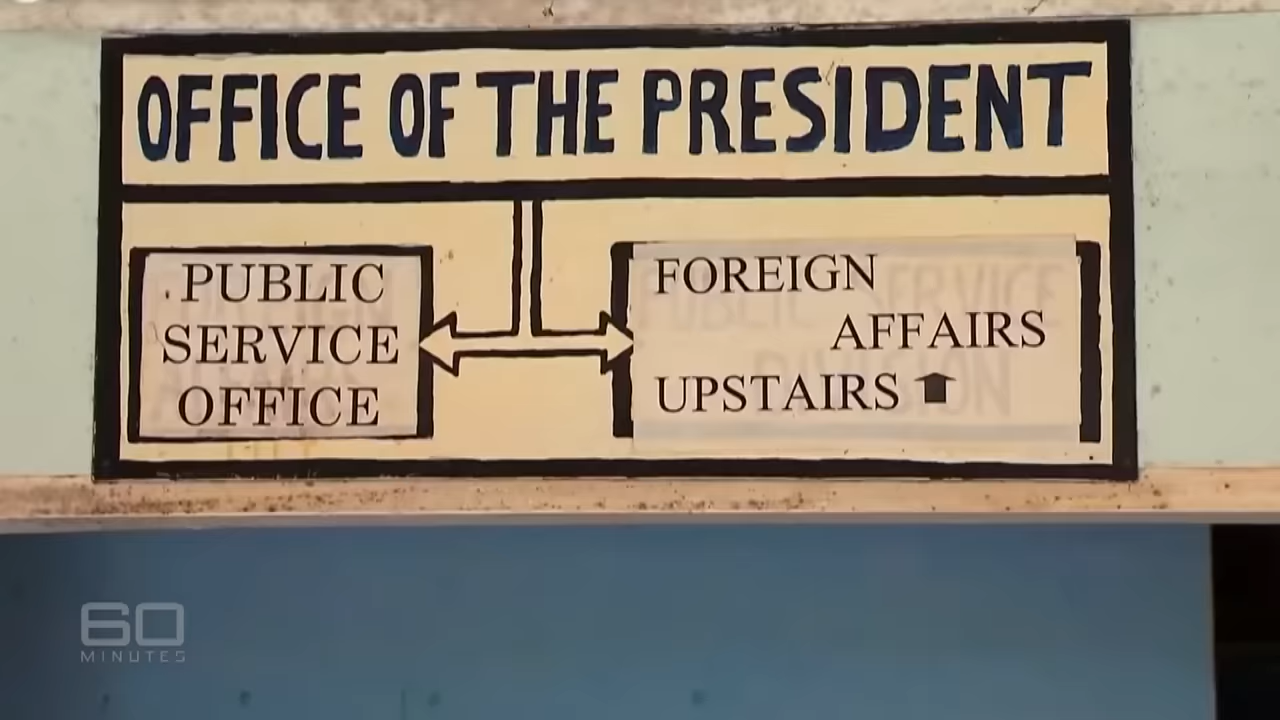 OFFICE OF THE PRESIDENT
PUBLIC
SERVICE
OFFICE
FOREIGN
AFFAIRS
UPSTAIRS
60
MINUTES